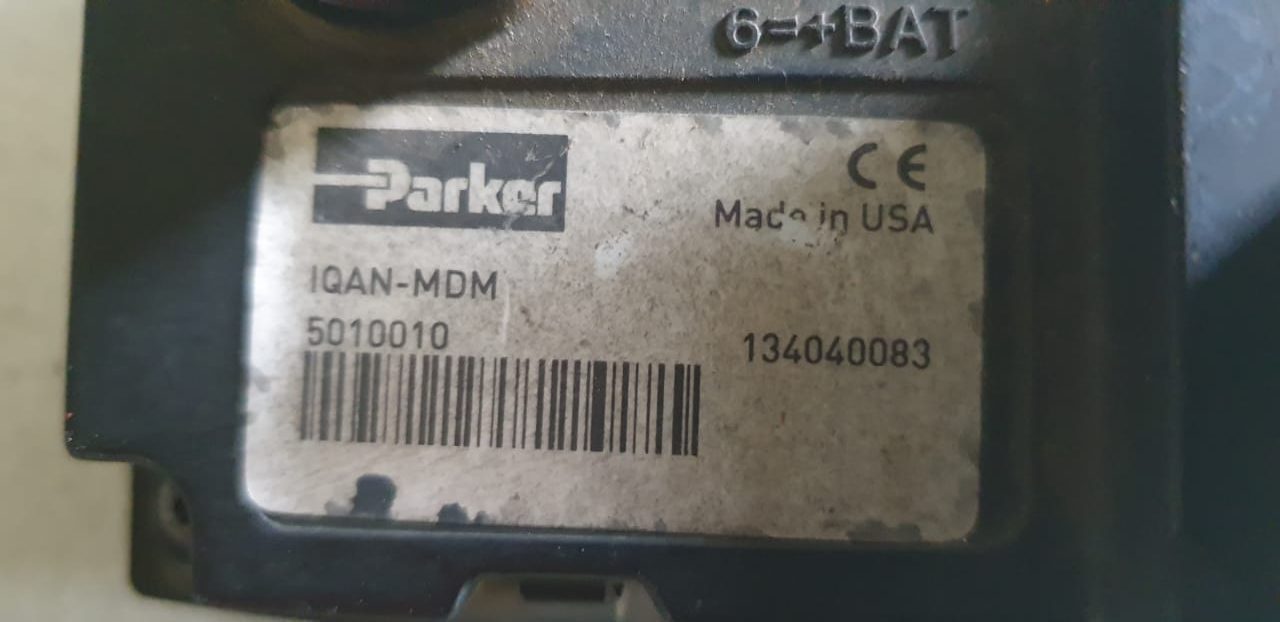 6=+BAT
Parker
CE
Made in USA
IQAN-MDM
5010010
134040083